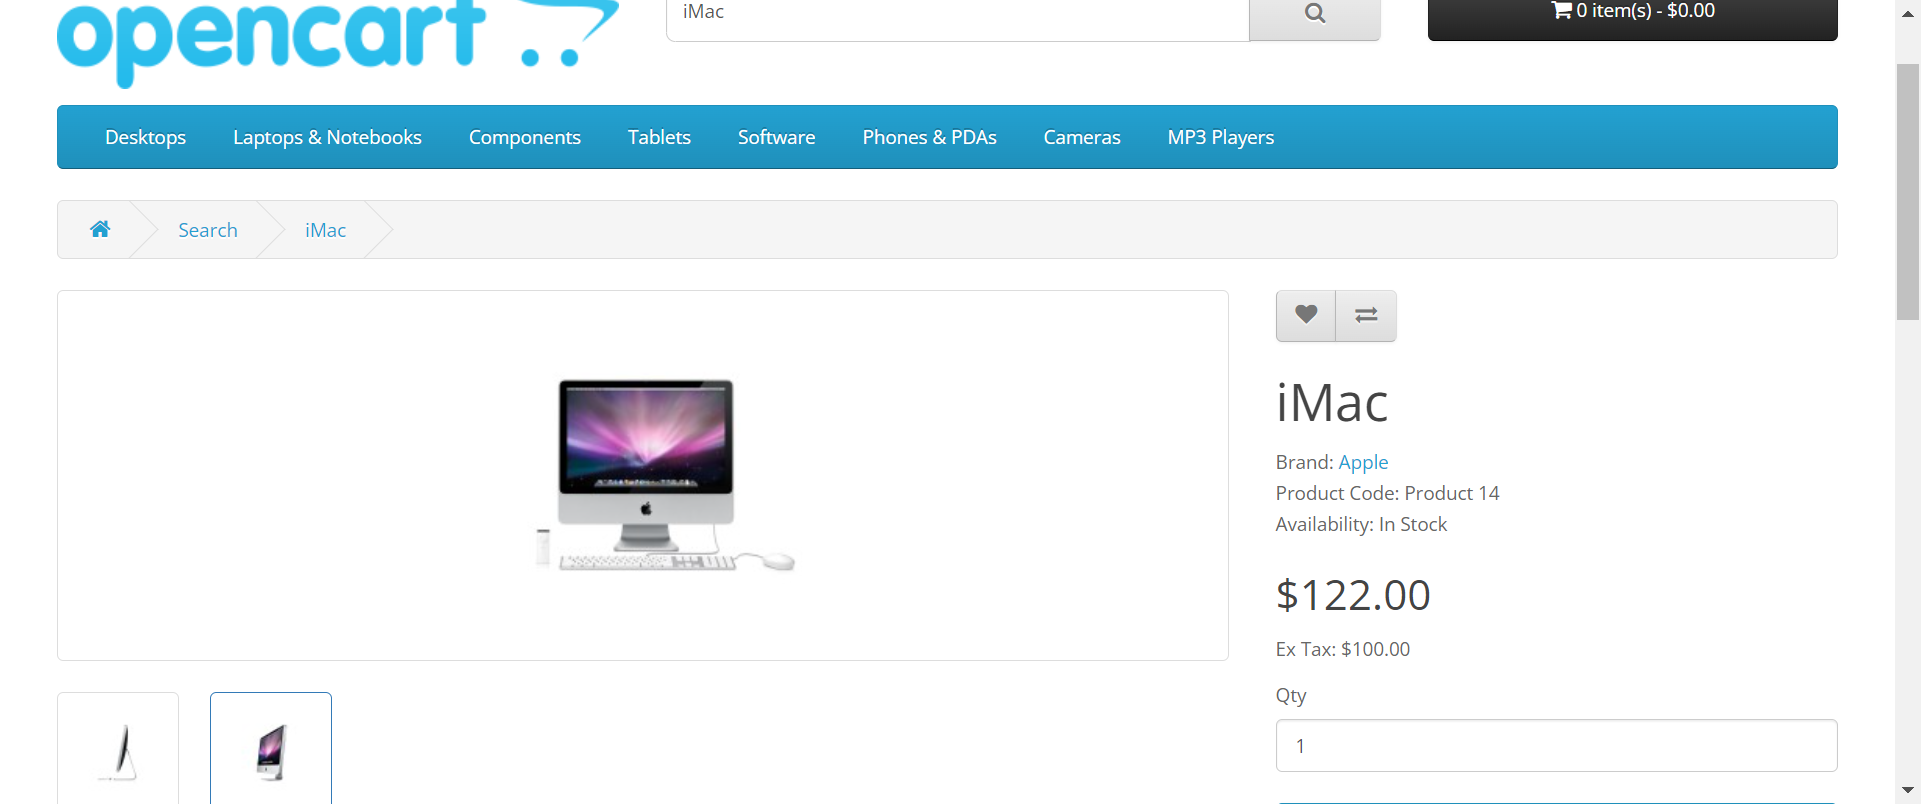 opencart
iMac
0 item(s) - $0.00
Desktops Laptops & Notebooks Components Tablets Software Phones & PDAs Cameras MP3 Players
Search iMac
iMac
Brand: Apple
Product Code: Product 14
Availability: In Stock
$122.00
Ex Tax: $100.00
Qty
1